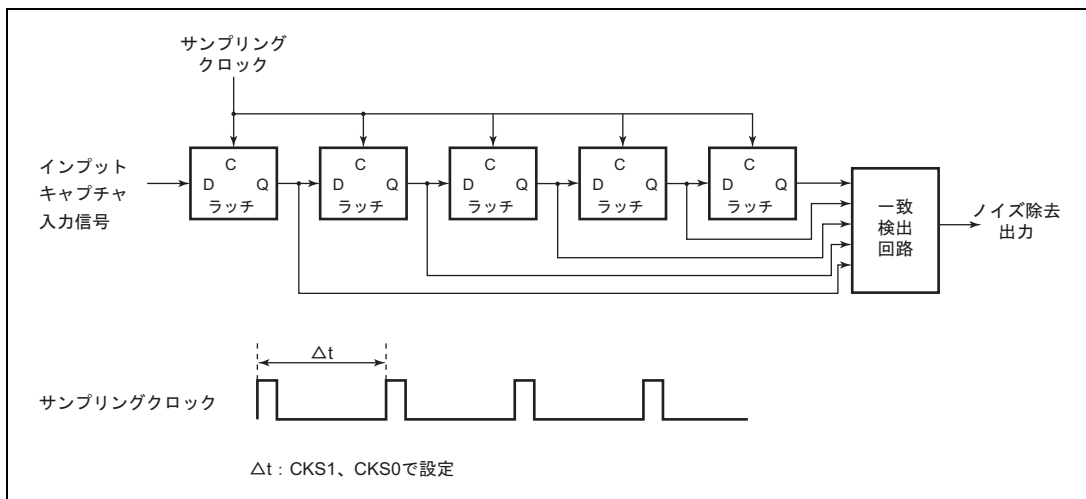 サンプリング
クロック
インプット
キャプチャ
入力信号
C
D Q
ラッチ
C
D Q
ラッチ
C
D Q
ラッチ
C
D Q
ラッチ
C
D Q
ラッチ
一致
検出
回路
ノイズ除去
出力
△t
サンプリングクロック
△t：CKS1、CKS0で設定